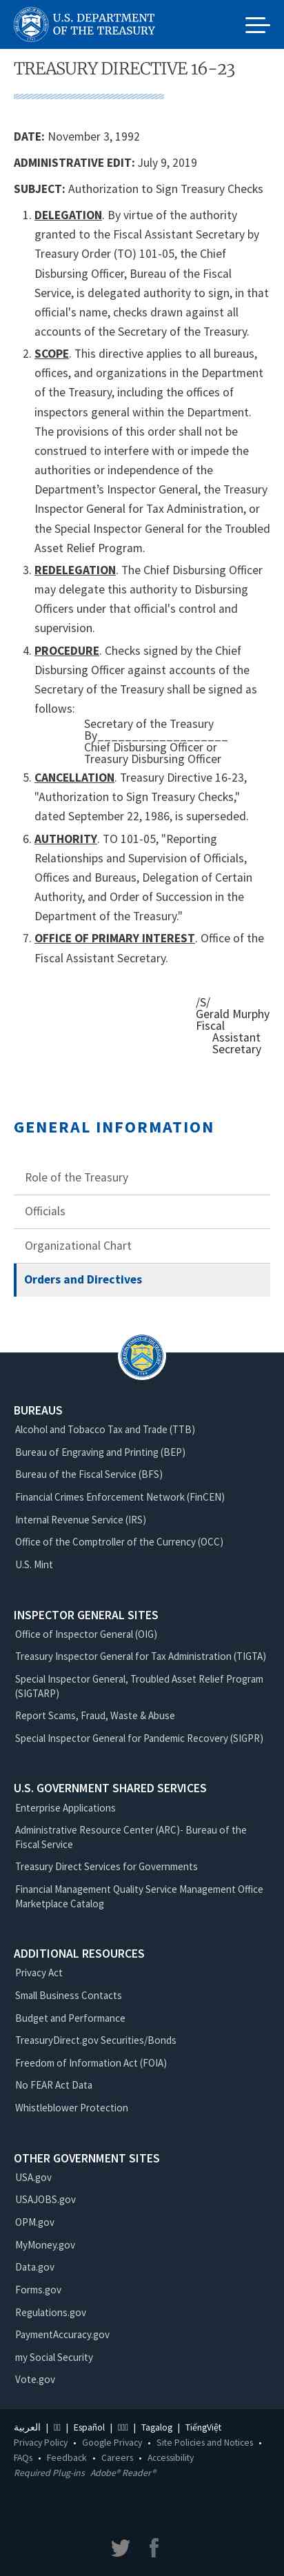 U.S. DEPARTMENT
OF THE TREASURY
TREASURY DIRECTIVE 16-23
DATE: November 3, 1992
ADMINISTRATIVE EDIT: July 9, 2019
SUBJECT: Authorization to Sign Treasury Checks
1. DELEGATION. By virtue of the authority
granted to the Fiscal Assistant Secretary by
Treasury Order (TO) 101-05, the Chief
Disbursing Officer, Bureau of the Fiscal
Service, is delegated authority to sign, in that
official's name, checks drawn against all
accounts of the Secretary of the Treasury.
2. SCOPE. This directive applies to all bureaus,
offices, and organizations in the Department
of the Treasury, including the offices of
inspectors general within the Department.
The provisions of this order shall not be
construed to interfere with or impede the
authorities or independence of the
Department’s Inspector General, the Treasury
Inspector General for Tax Administration, or
the Special Inspector General for the Troubled
Asset Relief Program.
3. REDELEGATION. The Chief Disbursing Officer
may delegate this authority to Disbursing
Officers under that official's control and
supervision.
4. PROCEDURE. Checks signed by the Chief
Disbursing Officer against accounts of the
Secretary of the Treasury shall be signed as
follows:
Secretary of the Treasury
By___________________
Chief Disbursing Officer or
Treasury Disbursing Officer
5. CANCELLATION. Treasury Directive 16-23,
"Authorization to Sign Treasury Checks,"
dated September 22, 1986, is superseded.
6. AUTHORITY. TO 101-05, "Reporting
Relationships and Supervision of Officials,
Offices and Bureaus, Delegation of Certain
Authority, and Order of Succession in the
Department of the Treasury."
7. OFFICE OF PRIMARY INTEREST. Office of the
Fiscal Assistant Secretary.
/S/
Gerald Murphy
Fiscal
Assistant
Secretary
GENERAL INFORMATION
Role of the Treasury
Officials
Organizational Chart
Orders and Directives
BUREAUS
Alcohol and Tobacco Tax and Trade (TTB)
Bureau of Engraving and Printing (BEP)
Bureau of the Fiscal Service (BFS)
Financial Crimes Enforcement Network (FinCEN)
Internal Revenue Service (IRS)
Office of the Comptroller of the Currency (OCC)
U.S. Mint
INSPECTOR GENERAL SITES
Office of Inspector General (OIG)
Treasury Inspector General for Tax Administration (TIGTA)
Special Inspector General, Troubled Asset Relief Program
(SIGTARP)
Report Scams, Fraud, Waste & Abuse
Special Inspector General for Pandemic Recovery (SIGPR)
U.S. GOVERNMENT SHARED SERVICES
Enterprise Applications
Administrative Resource Center (ARC)- Bureau of the
Fiscal Service
Treasury Direct Services for Governments
Financial Management Quality Service Management Office
Marketplace Catalog
ADDITIONAL RESOURCES
Privacy Act
Small Business Contacts
Budget and Performance
TreasuryDirect.gov Securities/Bonds
Freedom of Information Act (FOIA)
No FEAR Act Data
Whistleblower Protection
OTHER GOVERNMENT SITES
USA.gov
USAJOBS.gov
OPM.gov
MyMoney.gov
Data.gov
Forms.gov
Regulations.gov
PaymentAccuracy.gov
my Social Security
Vote.gov
العربية | | Español | | Tagalog | TiếngViệt
Privacy Policy • Google Privacy • Site Policies and Notices •
FAQs • Feedback • Careers • Accessibility
Required Plug-ins Adobe® Reader®